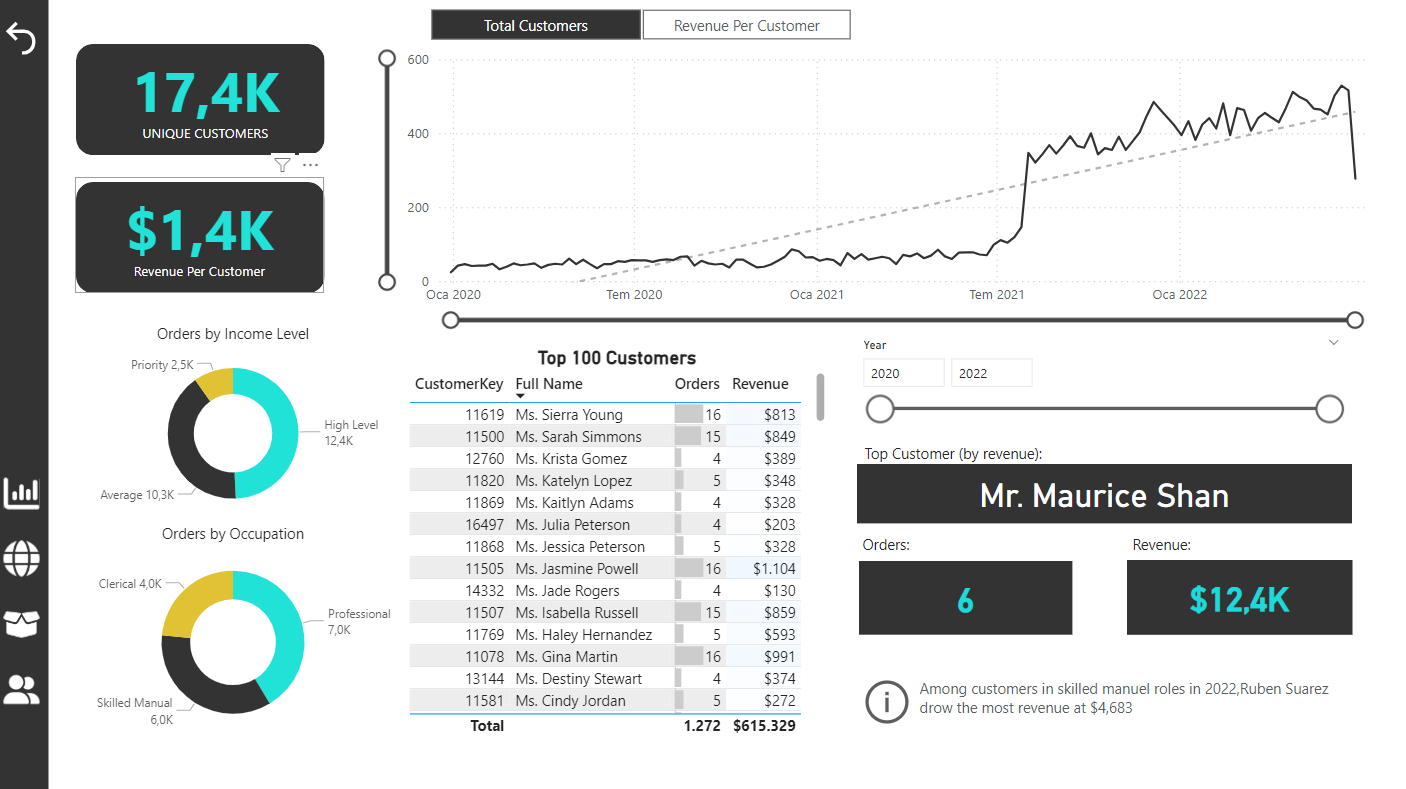 Total Customers Revenue Per Customer
17,4K
UNIQUE CUSTOMERS
$1,4K
Revenue Per Customer
600
400
200
0
Oca 2020 Tem 2020 Oca 2021 Tem 2021 Oca 2022
Orders by Income Level
Priority 2,5K
High Level
12,4K
Average 10,3K
Orders by Occupation
Clerical 4,0K
Professional
7,0K
Skilled Manual
6,0K
Top 100 Customers
CustomerKey Full Name Orders Revenue
11619 Ms. Sierra Young 16 $813
11500 Ms. Sarah Simmons 15 $849
12760 Ms. Krista Gomez 4 $389
11820 Ms. Katelyn Lopez 5 $348
11869 Ms. Kaitlyn Adams 4 $328
16497 Ms. Julia Peterson 4 $203
11868 Ms. Jessica Peterson 5 $328
11505 Ms. Jasmine Powell 16 $1.104
14332 Ms. Jade Rogers 4 $130
11507 Ms. Isabella Russell 15 $859
11769 Ms. Haley Hernandez 5 $593
11078 Ms. Gina Martin 16 $991
13144 Ms. Destiny Stewart 4 $374
11581 Ms. Cindy Jordan 5 $272
Total 1.272 $615.329
Year
2020 2022
Top Customer (by revenue):
Mr. Maurice Shan
Orders: Revenue:
6 $12,4K
Among customers in skilled manuel roles in 2022,Ruben Suarez
drow the most revenue at $4,683